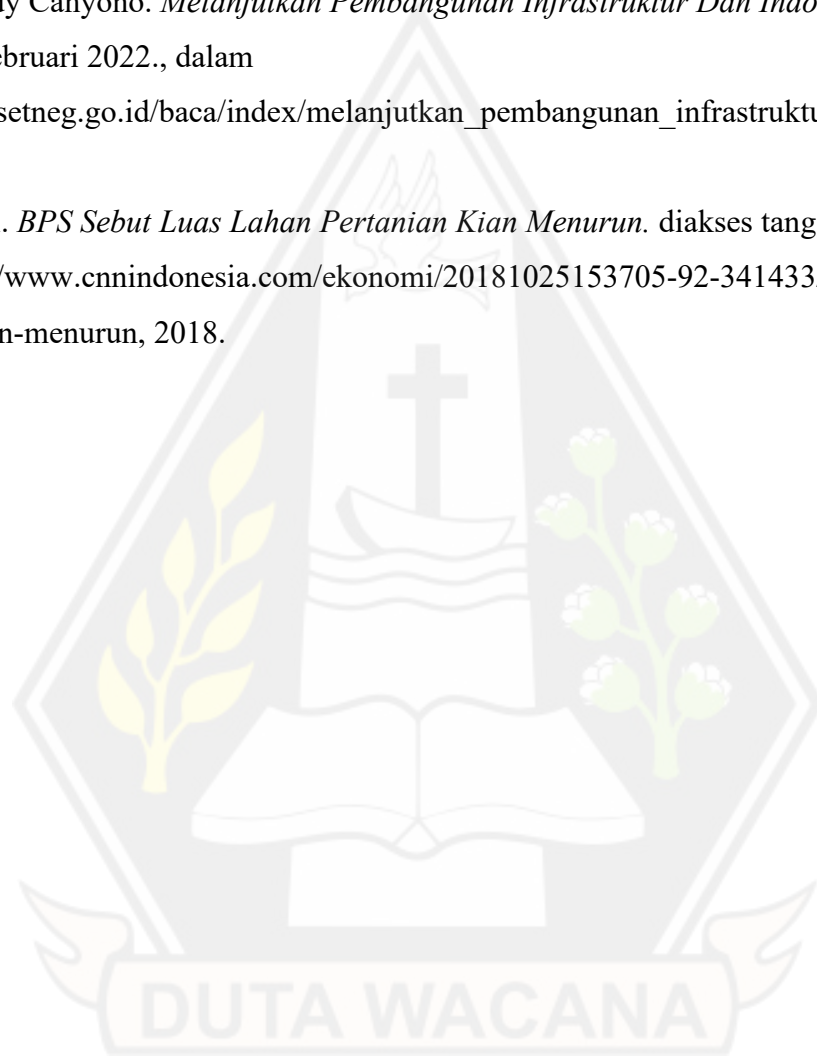 Cahyono. Melanjutkan Pembangunan Infrastruktur Dan Indo
ebruari 2022., dalam
setneg.go.id/baca/index/melanjutkan_pembangunan_infrastruktu
. BPS Sebut Luas Lahan Pertanian Kian Menurun. diakses tang
/www.cnnindonesia.com/ekonomi/20181025153705-92-341433
n-menurun, 2018.
DUTA WACANA